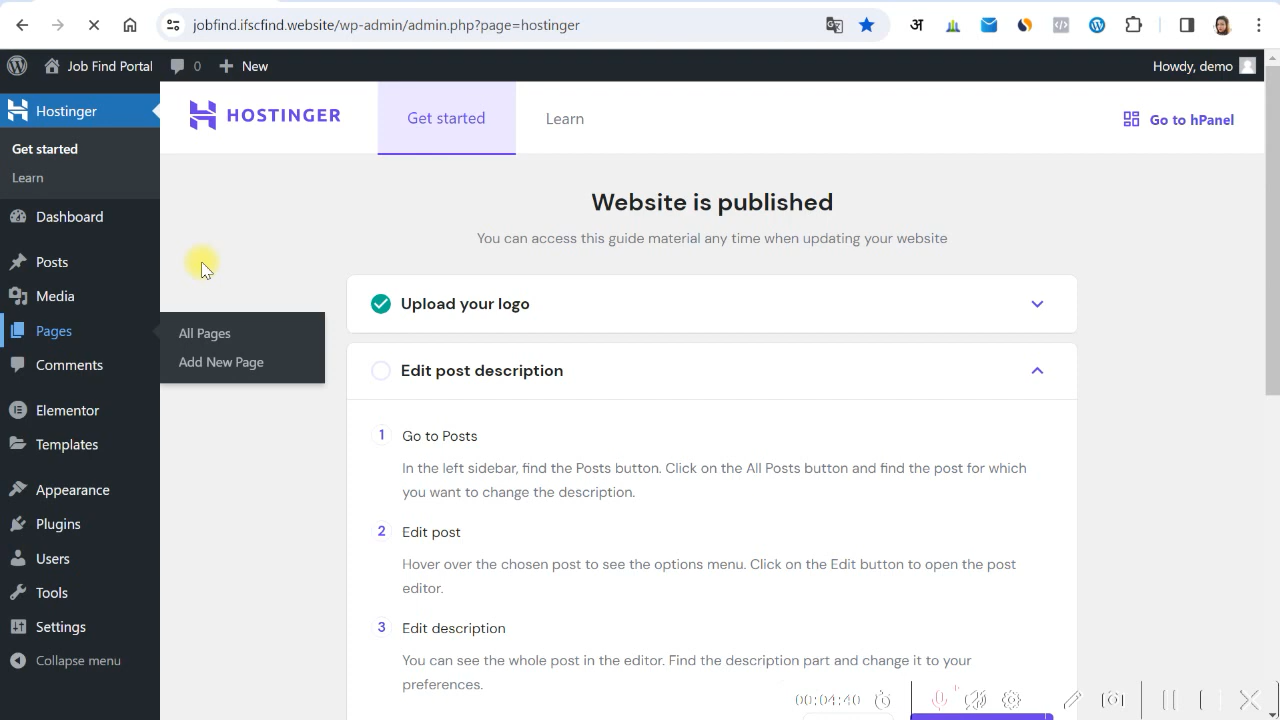 jobfind.ifscfind.website/wp-admin/admin.php?page=hostinger
अ
Job Find Portal 0 New Howdy, demo
Hostinger
Get started
Learn
Dashboard
Posts
Media
Pages
Comments
Elementor
Templates
Appearance
Plugins
Users
Tools
Settings
Collapse menu
All Pages
Add New Page
HOSTINGER Get started Learn Go to hPanel
Website is published
You can access this guide material any time when updating your website
Upload your logo
Edit post description
1 Go to Posts
In the left sidebar, find the Posts button. Click on the All Posts button and find the post for which
you want to change the description.
2 Edit post
Hover over the chosen post to see the options menu. Click on the Edit button to open the post
editor.
3 Edit description
You can see the whole post in the editor. Find the description part and change it to your
preferences.
00:04:40